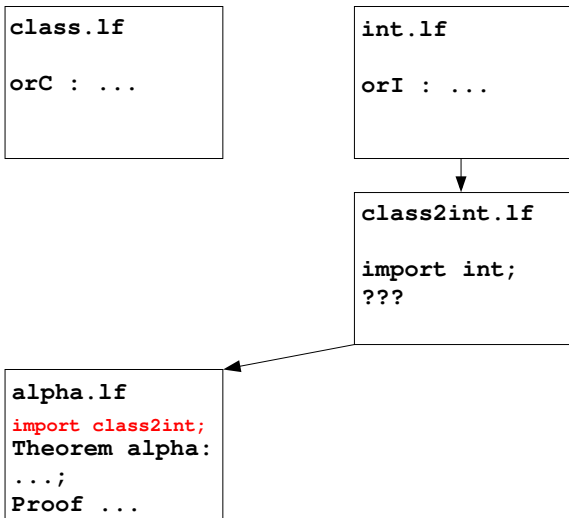 class.lf
orC : ...
int.lf
orI : ...
class2int.lf
import int;
???
alpha.lf
import class2int;
Theorem alpha:
...;
Proof ...